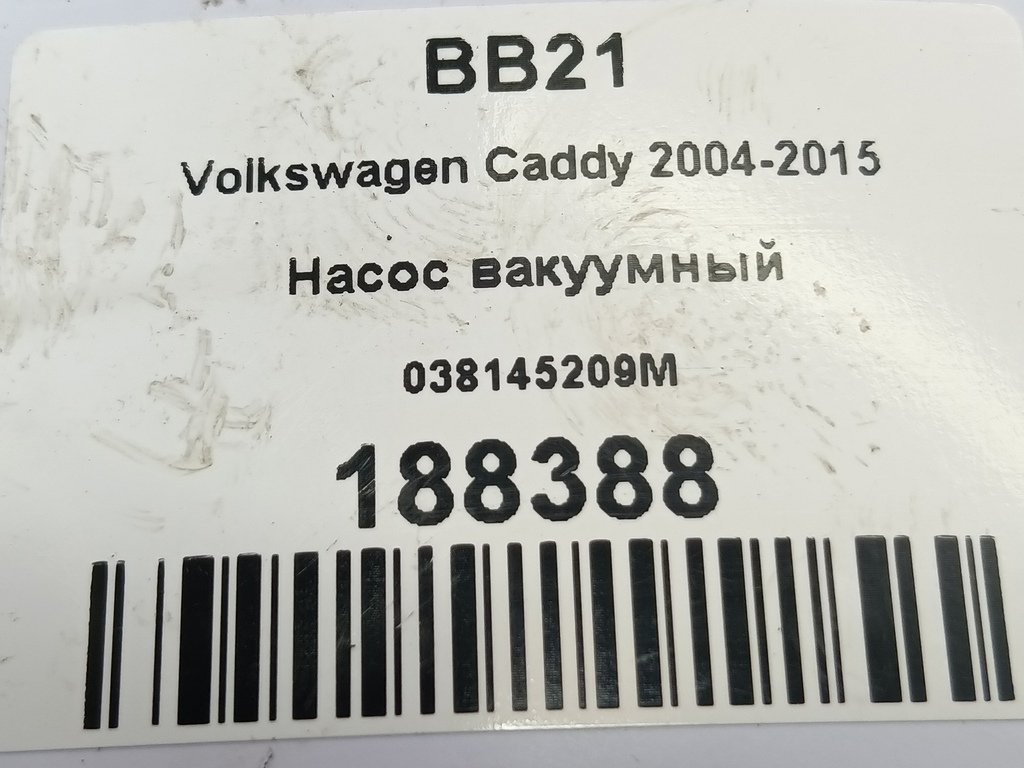 BB21
Volkswagen Caddy 2004-2015
Насос вакуумный
038145209M
188388